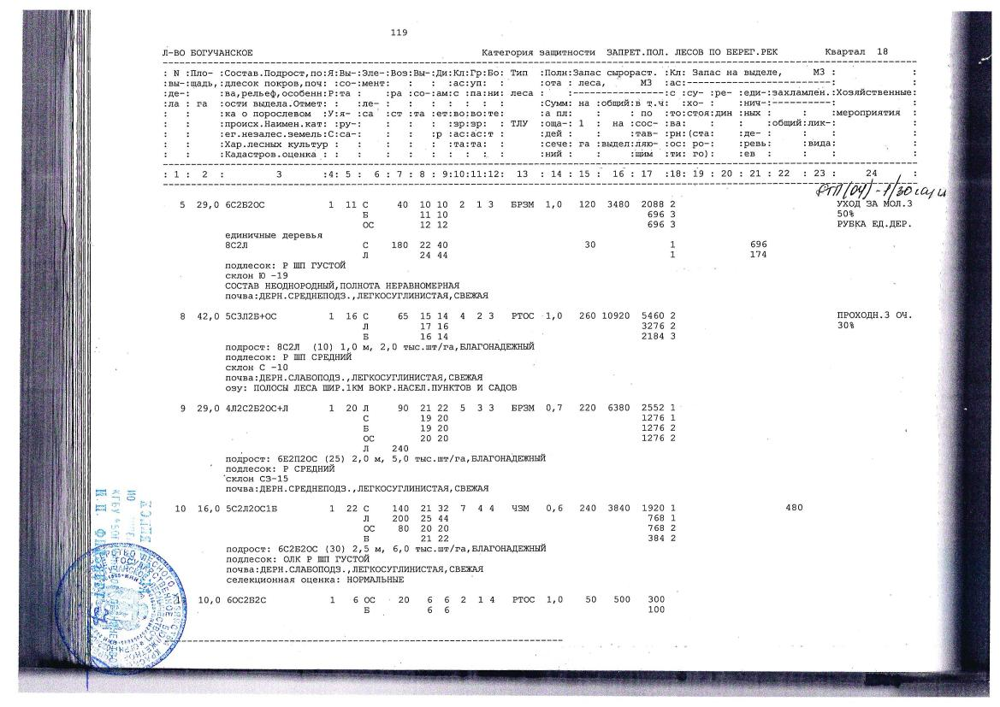 119
Л-ВО БОГУЧАНСКОЕ Категория защитности ЗАПРЕТ.ПОЛ. ЛЕСОВ ПО БЕРЕГ.РЕК Квартал 18
: N :Пло- :Состав.Подрост,по:Я:Вы-:Эле-:Воз:Вы-:Ди:Кл:Гр:Бо: Тип :Полн:Запас сырораст. :Кл: Запас на выделе, М3 :
:вы-:щадь,:длесок покров,поч: :со-:мент: : : :ас:уп: : :ота : леса, М3 :ас:-----------------------------: :
:де-: :ва,рельеф,особенн:Р:та : :ра :со-:ам:с :па:ни: леса : :------------------:с :су- : ре- :еди-:захламлен.:Хозяйственные:
:ла : га :ости выдела.Отмет: : : ле-: : : : : : : :Сумм: на :общий:в т.ч: :хо- : :нич-:-----------: :
: : :ка о порослевом :У:я- : са :ст :та :ет:во:во:те: :а пл: : : по :то:стоя:дин :ных : : :мероприятия :
: : :происх.Наимен.кат: :ру-: : : : :зр:зр: : ТЛУ :оща-: 1 : на :сос- :ва: : : :общий:лик- : :
: : :ег.незалес.земель:С:са-: : : :р :ас:ас:т : :дей : : :тав- :рн:(ста: :де- : : : :
: : :Хар.лесных культур : : : : : : :та:та: : :сече: га :выдел:ляю- :ос: ро-: :ревь: :вида: :
: : :Кадастров.оценка : : : : : : : : : : : :ний : : :щим :ти: го): :ев : : : :
: 1 : 2 : 3 :4: 5 : 6 : 7 : 8 : 9:10:11:12: 13 : 14 : 15 : 16 : 17 :18: 19 : 20 : 21 : 22 : 23 : 24 :
5 29,0 6С2Б2ОС 1 11 С 40 10 10 2 1 3 БРЗМ 1,0 120 3480 2088 2 УХОД ЗА МОЛ.3
Б 11 10 696 3 50%
ОС 12 12 696 3 РУБКА ЕД.ДЕР.
единичные деревья
8С2Л С 180 22 40 30 1 696
Л 24 44 1 174
подлесок: Р ШП ГУСТОЙ
склон Ю -19
СОСТАВ НЕОДНОРОДНЫЙ,ПОЛНОТА НЕРАВНОМЕРНАЯ
почва:ДЕРН.СРЕДНЕПОДЗ.,ЛЕГКОСУГЛИНИСТАЯ,СВЕЖАЯ
8 42,0 5С3Л2Б+ОС 1 16 С 65 15 14 4 2 3 РТОС 1,0 260 10920 5460 2 ПРОХОДН.3 ОЧ.
Л 17 16 3276 2 30%
Б 16 14 2184 3
подрост: 8С2Л (10) 1,0 м, 2,0 тыс.шт/га,БЛАГОНАДЕЖНЫЙ
подлесок: Р ШП СРЕДНИЙ
склон С -10
почва:ДЕРН.СЛАБОПОДЗ.,ЛЕГКОСУГЛИНИСТАЯ,СВЕЖАЯ
озу: ПОЛОСЫ ЛЕСА ШИР.1КМ ВОКР.НАСЕЛ.ПУНКТОВ И САДОВ
9 29,0 4Л2С2Б2ОС+Л 1 20 Л 90 21 22 5 3 3 БРЗМ 0,7 220 6380 2552 1
С 19 20 1276 1
Б 19 20 1276 2
ОС 20 20 1276 2
Л 240
подрост: 6Е2П2ОС (25) 2,0 м, 5,0 тыс.шт/га,БЛАГОНАДЕЖНЫЙ
подлесок: Р СРЕДНИЙ
склон СЗ-15
почва:ДЕРН.СРЕДНЕПОДЗ.,ЛЕГКОСУГЛИНИСТАЯ,СВЕЖАЯ
10 16,0 5С2Л2ОС1Б 1 22 С 140 21 32 7 4 4 ЧЗМ 0,6 240 3840 1920 1 480
Л 200 25 44 768 1
ОС 80 20 20 768 2
Б 21 22 384 2
подрост: 6С2Б2ОС (30) 2,5 м, 6,0 тыс.шт/га,БЛАГОНАДЕЖНЫЙ
подлесок: ОЛК Р ШП ГУСТОЙ
почва:ДЕРН.СЛАБОПОДЗ.,ЛЕГКОСУГЛИНИСТАЯ,СВЕЖАЯ
селекционная оценка: НОРМАЛЬНЫЕ
10,0 6ОС2Б2С 1 6 ОС 20 6 6 2 1 4 РТОС 1,0 50 500 300
Б 6 6 100